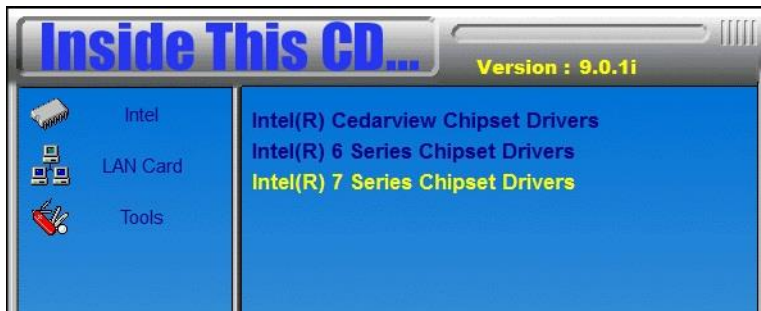 Inside This CD...
Version : 9.0.1i
Intel
LAN Card
Tools
Intel(R) Cedarview Chipset Drivers
Intel(R) 6 Series Chipset Drivers
Intel(R) 7 Series Chipset Drivers